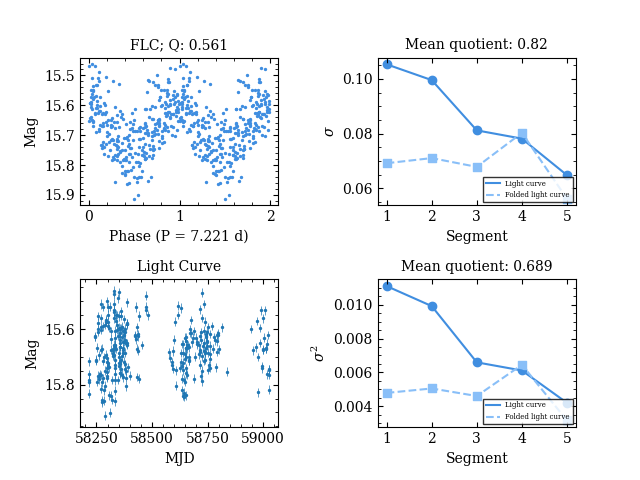 FLC; Q: 0.561
15.5
15.6
15.7
15.8
15.9
Mag
0
1
2
Phase (P = 7.221 d)
Mean quotient: 0.82
0.10
0.08
0.06
σ
1
2
3
4
5
Segment
Light curve
Folded light curve
Light Curve
15.6
15.8
Mag
58250
58500
58750
59000
MJD
Mean quotient: 0.689
0.010
0.008
0.006
0.004
σ²
1
2
3
4
5
Segment
Light curve
Folded light curve